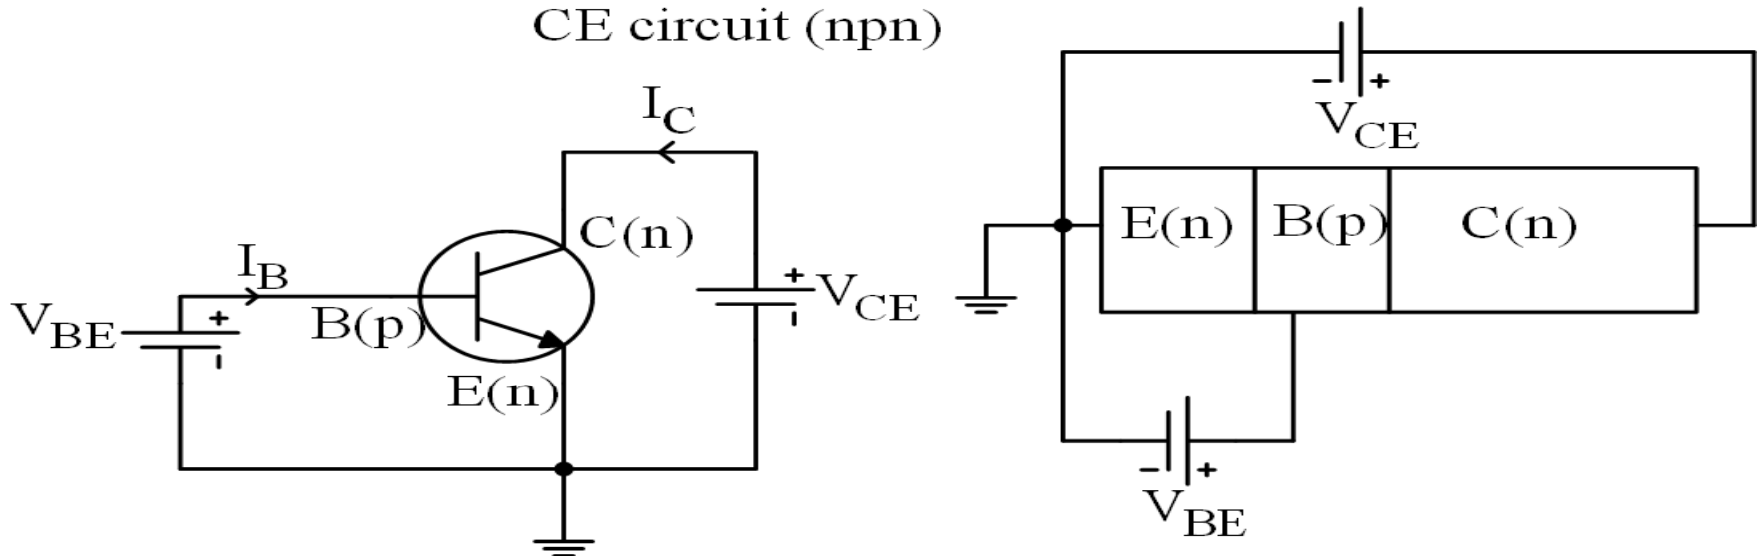 CE circuit (npn)
I_C
C(n)
I_B
B(p)
V_BE
+
-
E(n)
+
-
V_CE
- +
V_CE
E(n) B(p) C(n)
- +
V_BE